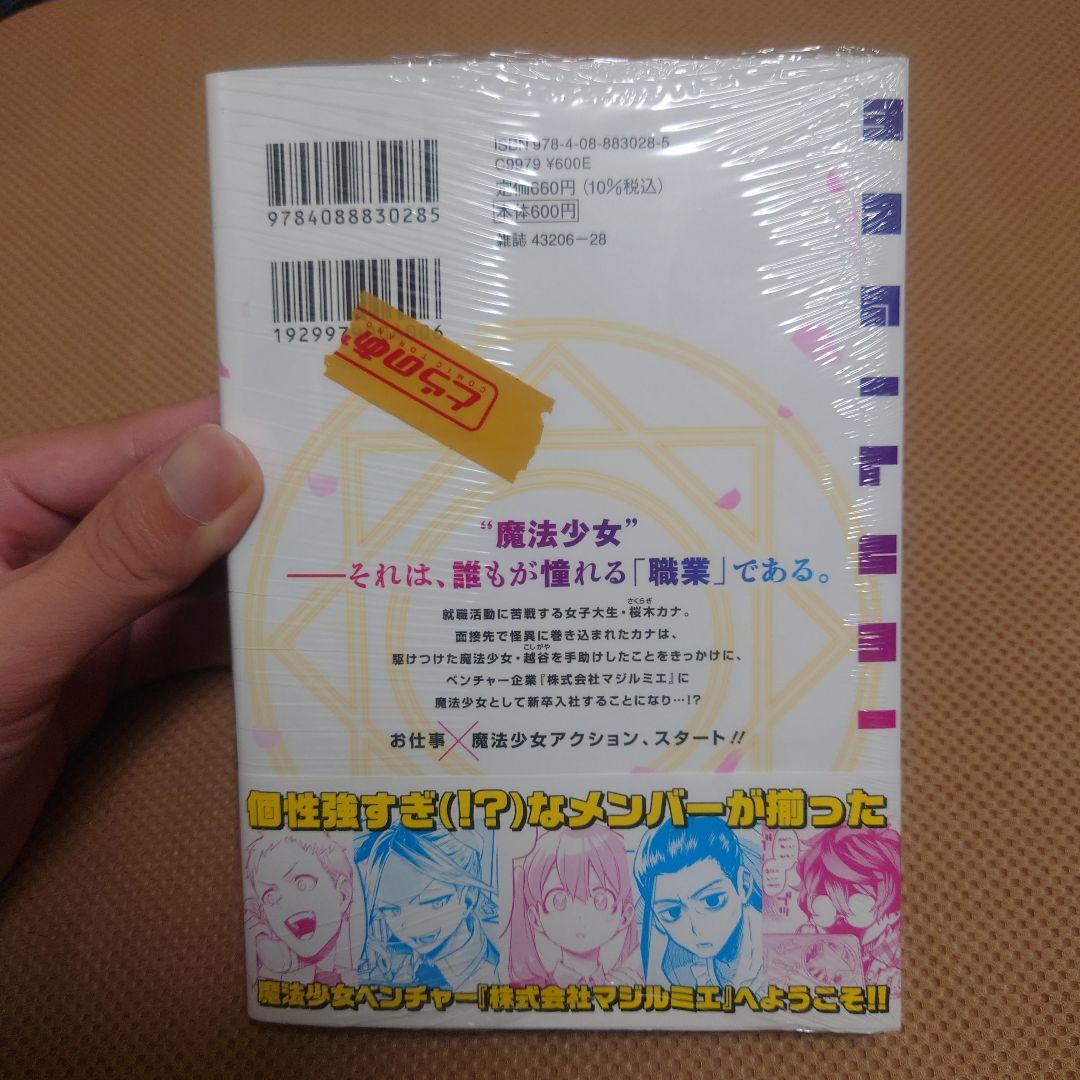 ISBN 978-4-08-883028-5
C9979 ¥600E
定価660円(10%税込)
本体600円
雑誌 43206-28
9784088830285
192997
006
とらのあ
COMIC TORANO
“魔法少女”
──それは、誰もが憧れる「職業」である。
就職活動に苦戦する女子大生・桜木カナ。
さくらぎ
面接先で怪異に巻き込まれたカナは、
駆けつけた魔法少女・越谷を手助けしたことをきっかけに、
こしがや
ベンチャー企業『株式会社マジルミエ』に
魔法少女として新卒入社することになり…!?
お仕事×魔法少女アクション、スタート!!
個性強すぎ(!?)なメンバーが揃った
魔法少女ベンチャー『株式会社マジルミエ』へようこそ!!